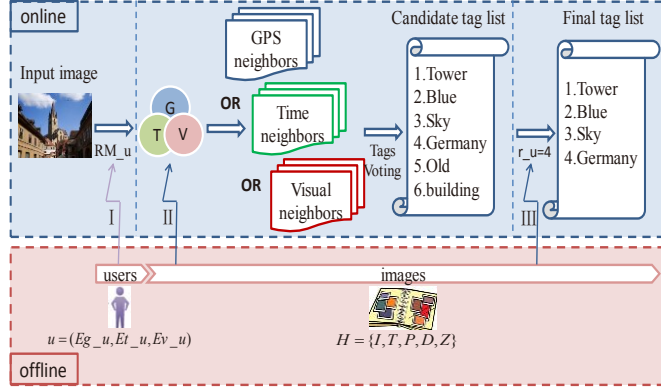 online
Input image
RM_u
I
G
T V
II
OR
OR
GPS
neighbors
Time
neighbors
Visual
neighbors
Tags
Voting
Candidate tag list
1.Tower
2.Blue
3.Sky
4.Germany
5.Old
6.building
r_u=4
III
Final tag list
1.Tower
2.Blue
3.Sky
4.Germany
users
images
u = (Eg_u, Et_u, Ev_u)
H = {I, T, P, D, Z}
offline